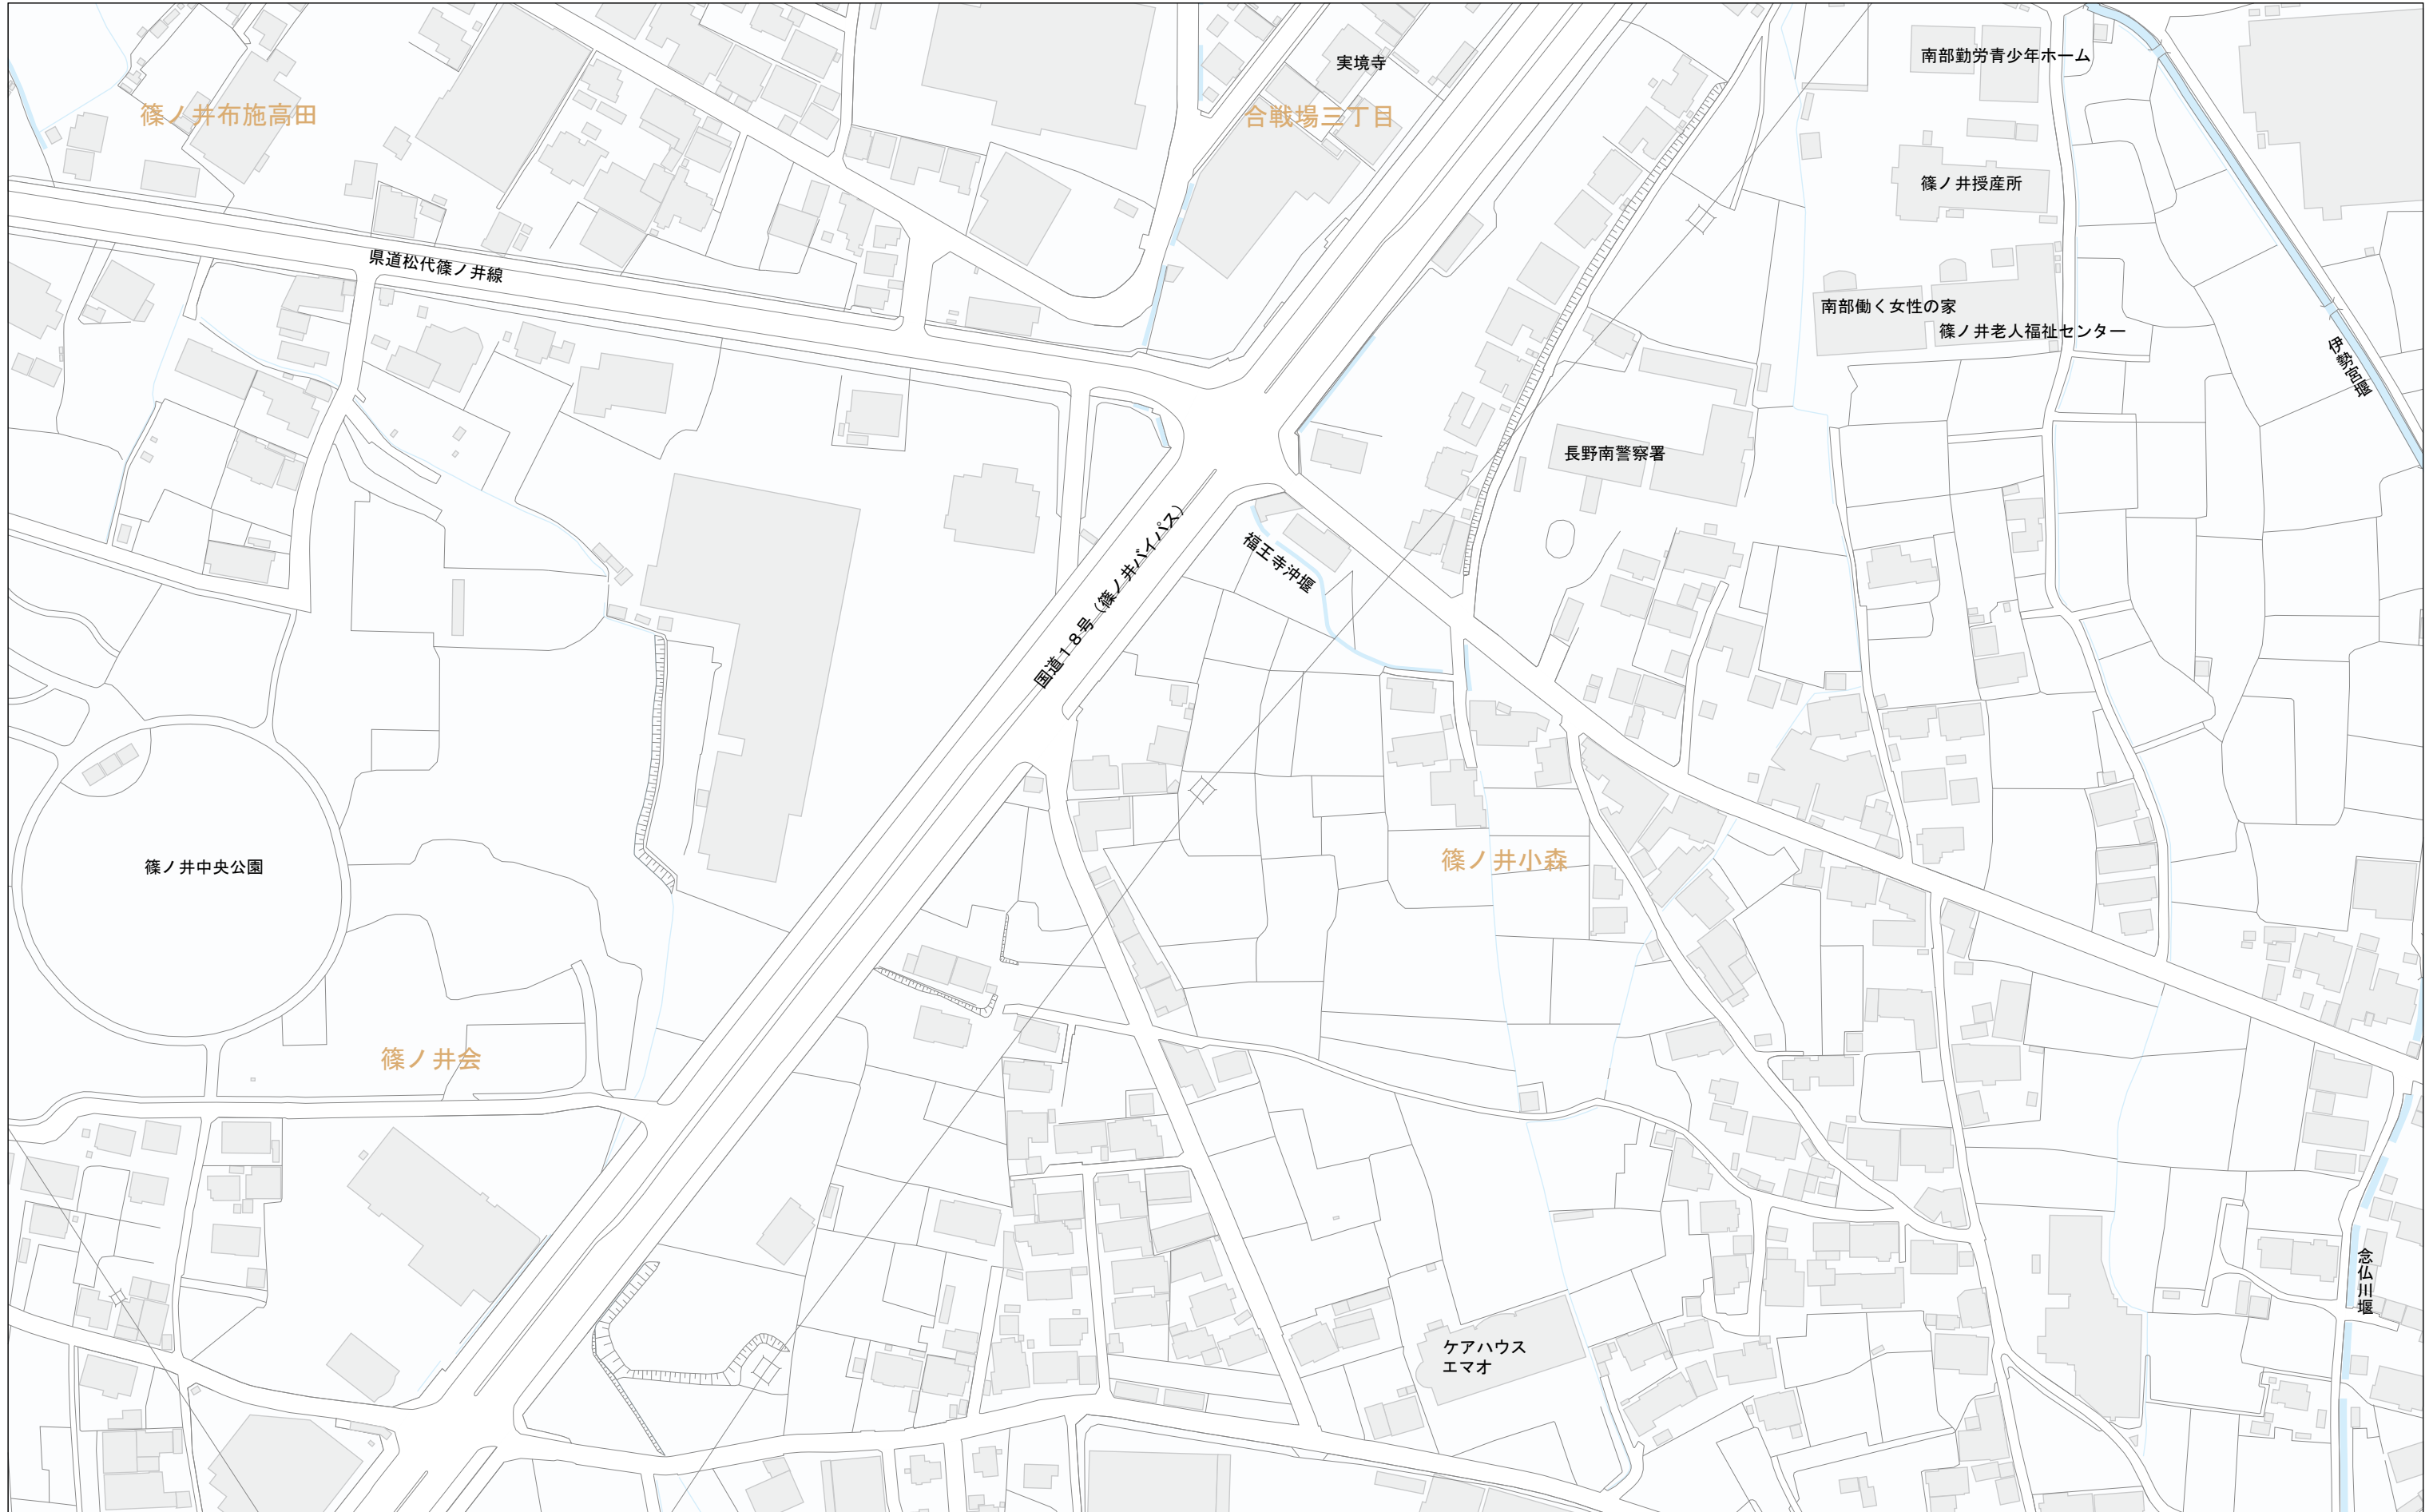 実境寺
南部勤労青少年ホーム
篠ノ井布施高田
合戦場三丁目
篠ノ井授産所
県道松代篠ノ井線
南部働く女性の家
篠ノ井老人福祉センター
伊勢宮堰
長野南警察署
国道18号(篠ノ井バイパス)
福王寺沖堰
篠ノ井中央公園
篠ノ井小森
篠ノ井会
念仏川堰
ケアハウス
エマオ